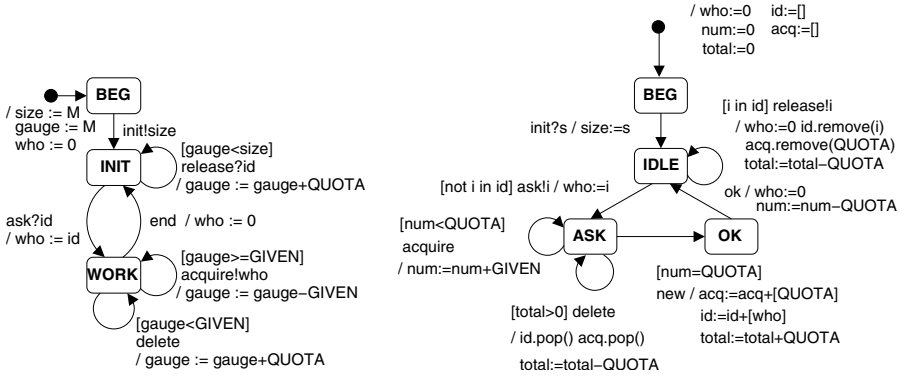 BEG
/ size := M
gauge := M
who := 0
init!size
INIT
[gauge<size]
release?id
/ gauge := gauge+QUOTA
ask?id
/ who := id
end / who := 0
WORK
[gauge>=GIVEN]
acquire!who
/ gauge := gauge−GIVEN
[gauge<GIVEN]
delete
/ gauge := gauge+QUOTA
/ who:=0 id:=[]
num:=0 acq:=[]
total:=0
BEG
init?s / size:=s
[i in id] release!i
/ who:=0 id.remove(i)
acq.remove(QUOTA)
total:=total−QUOTA
IDLE
[not i in id] ask!i / who:=i
ok / who:=0
num:=num−QUOTA
[num<QUOTA]
acquire
/ num:=num+GIVEN
ASK
OK
[num=QUOTA]
new / acq:=acq+[QUOTA]
id:=id+[who]
total:=total+QUOTA
[total>0] delete
/ id.pop() acq.pop()
total:=total−QUOTA